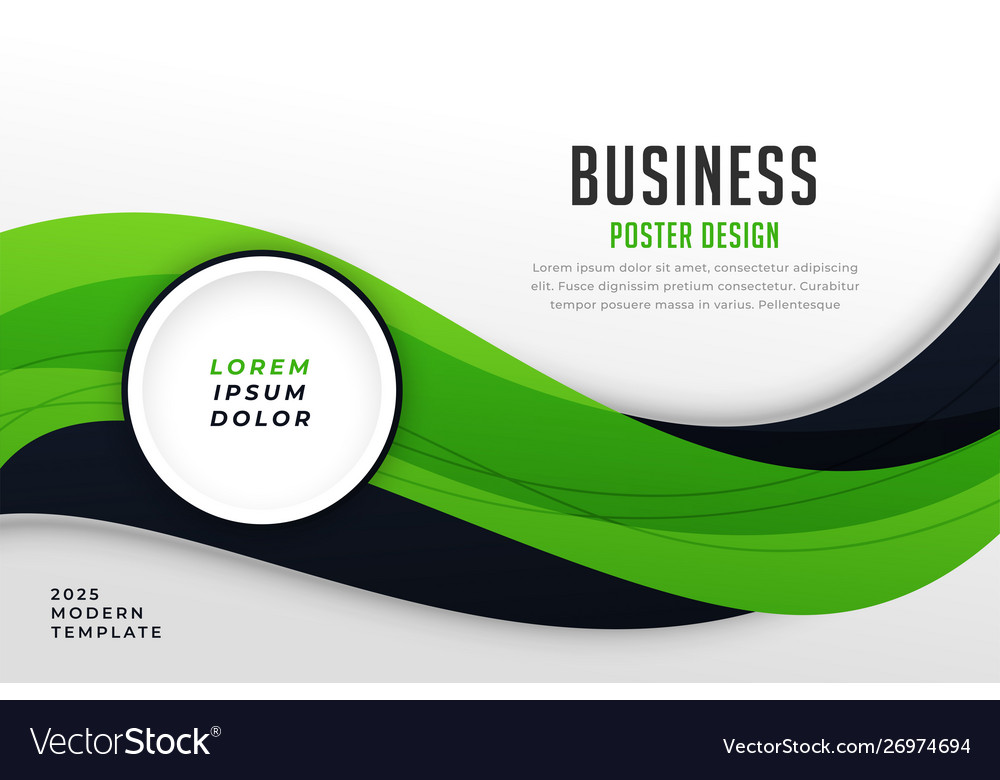 BUSINESS
POSTER DESIGN
Lorem ipsum dolor sit amet, consectetur adipiscing
elit. Fusce dignissim pretium consectetur. Curabitur
tempor posuere massa in varius. Pellentesque
LOREM
IPSUM
DOLOR
2025
MODERN
TEMPLATE
VectorStock®
VectorStock.com/26974694